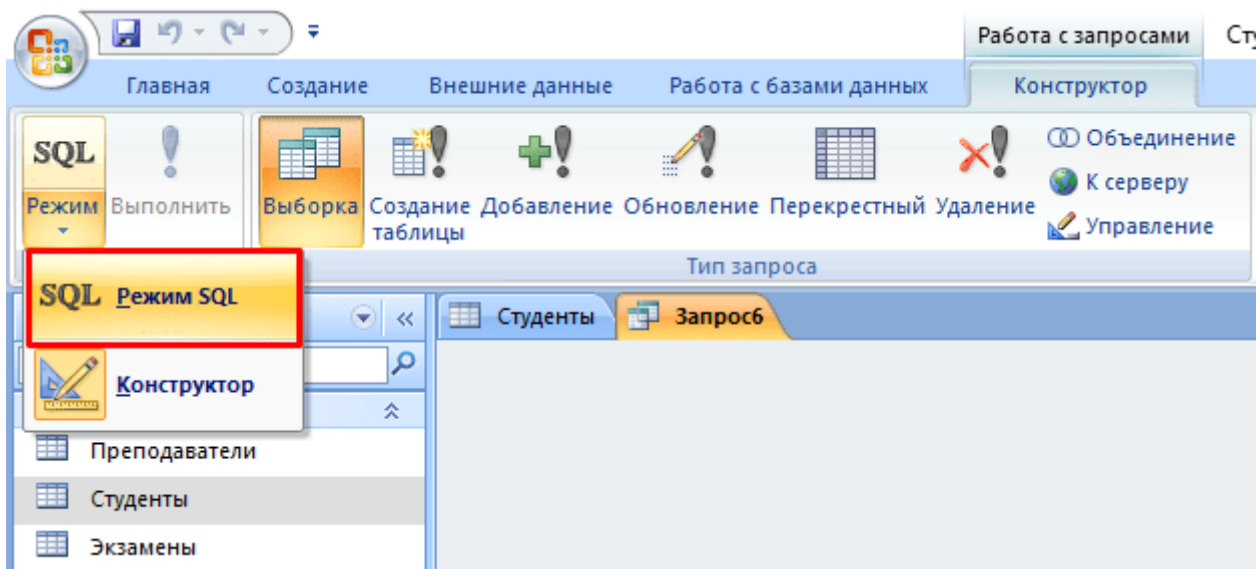 Работа с запросами
Главная Создание Внешние данные Работа с базами данных Конструктор
SQL
Режим Выполнить Выборка Создание таблицы Добавление Обновление Перекрестный Удаление
Объединение
К серверу
Управление
Тип запроса
SQL Режим SQL
Конструктор
Студенты Запрос6
Преподаватели
Студенты
Экзамены